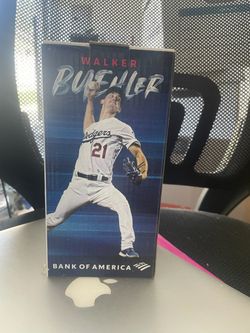 WALKER
BUEHLER
Dodgers
21
BANK OF AMERICA